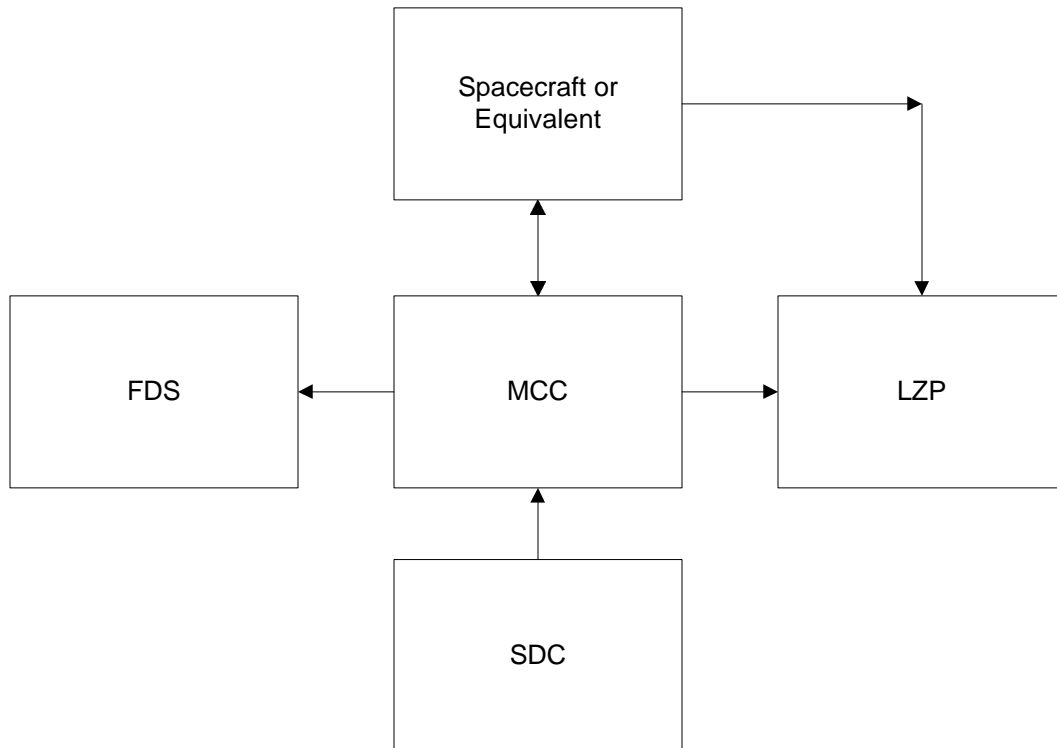 Spacecraft or
Equivalent
FDS
MCC
LZP
SDC